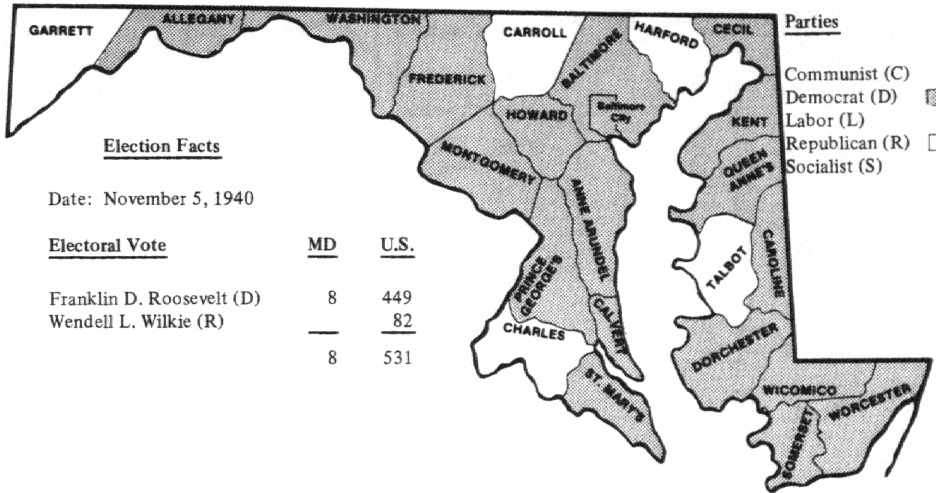 GARRETT
ALLEGANY
WASHINGTON
FREDERICK
CARROLL
BALTIMORE
HARFORD
CECIL
Baltimore
City
HOWARD
MONTGOMERY
KENT
QUEEN
ANNE'S
ANNE ARUNDEL
PRINCE
GEORGE'S
CALVERT
CHARLES
ST. MARY'S
TALBOT
CAROLINE
DORCHESTER
WICOMICO
WORCESTER
SOMERSET
Parties
Communist (C)
Democrat (D)
Labor (L)
Republican (R)
Socialist (S)
Election Facts
Date: November 5, 1940
Electoral Vote MD U.S.
Franklin D. Roosevelt (D) 8 449
Wendell L. Wilkie (R) 82
8 531